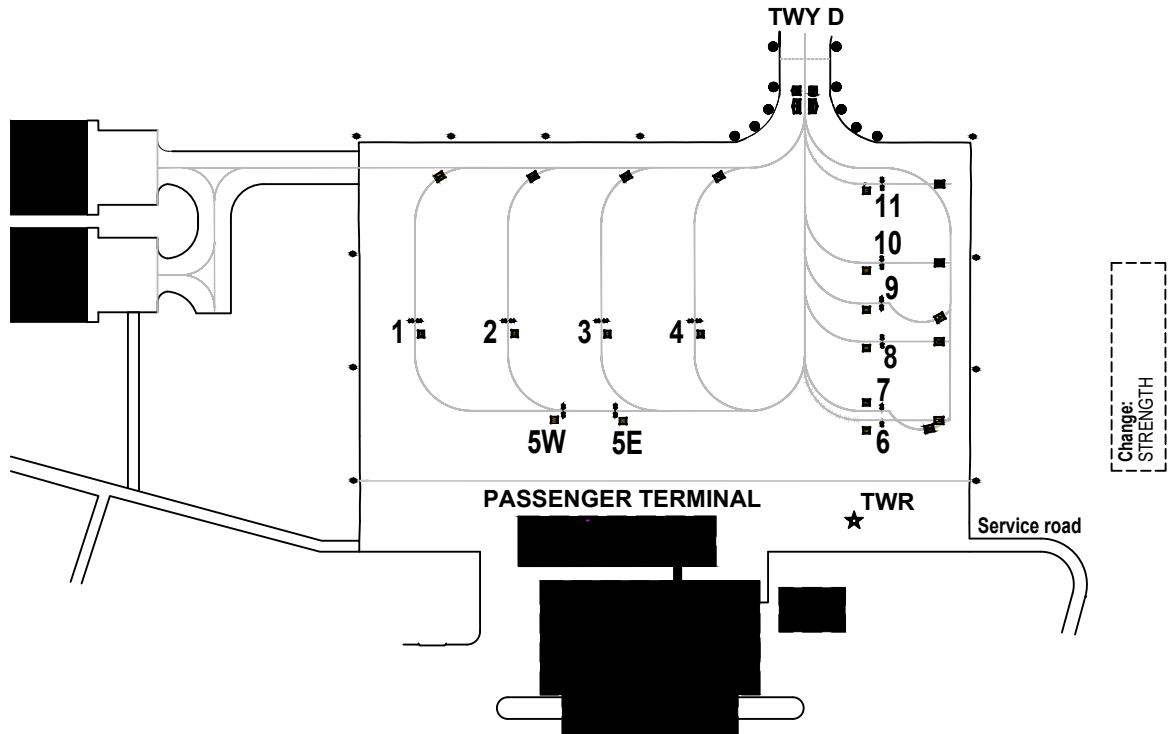 TWY D
11
10
9
1
2
3
4
8
7
5W
5E
6
PASSENGER TERMINAL
TWR
Service road
Change:
STRENGTH